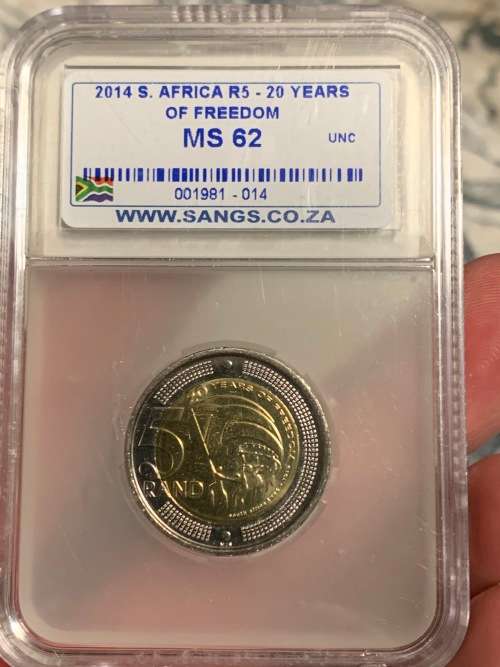 2014 S. AFRICA R5 - 20 YEARS
OF FREEDOM
MS 62
UNC
001981 - 014
WWW.SANGS.CO.ZA
20 YEARS OF FREEDOM
5
RAND